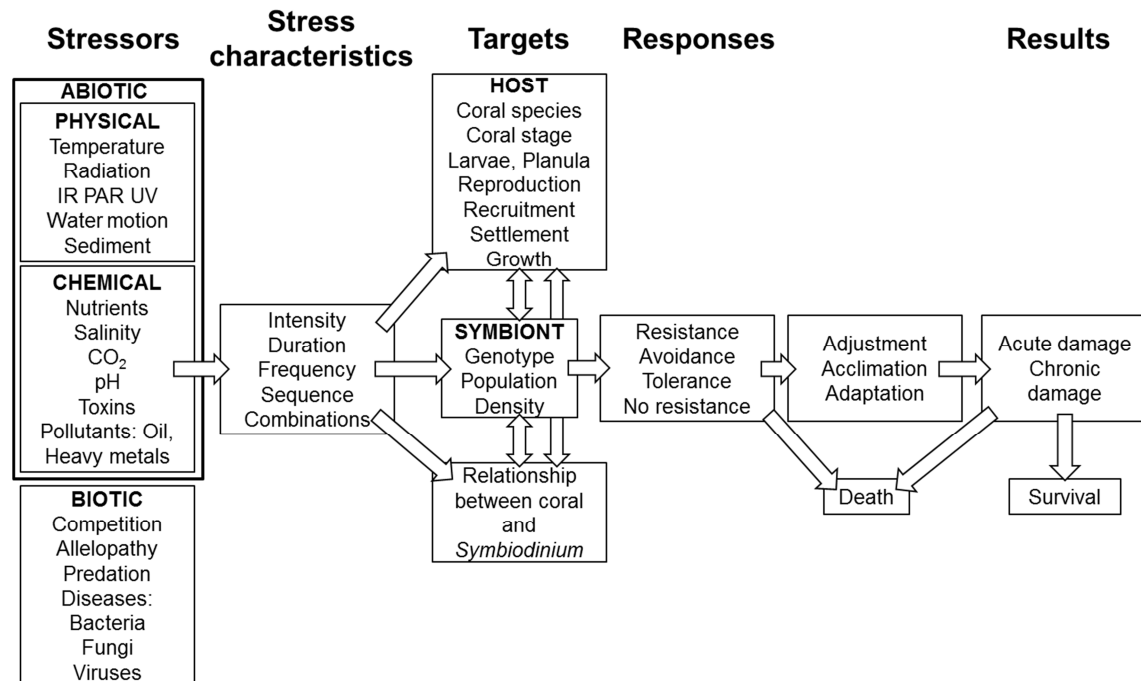 Stressors
Stress
characteristics
Targets
Responses
Results
ABIOTIC
PHYSICAL
Temperature
Radiation
IR PAR UV
Water motion
Sediment
CHEMICAL
Nutrients
Salinity
CO₂
pH
Toxins
Pollutants: Oil,
Heavy metals
BIOTIC
Competition
Allelopathy
Predation
Diseases:
Bacteria
Fungi
Viruses
Intensity
Duration
Frequency
Sequence
Combinations
HOST
Coral species
Coral stage
Larvae, Planula
Reproduction
Recruitment
Settlement
Growth
SYMBIONT
Genotype
Population
Density
Relationship
between coral
and
Symbiodinium
Resistance
Avoidance
Tolerance
No resistance
Adjustment
Acclimation
Adaptation
Acute damage
Chronic
damage
Death
Survival